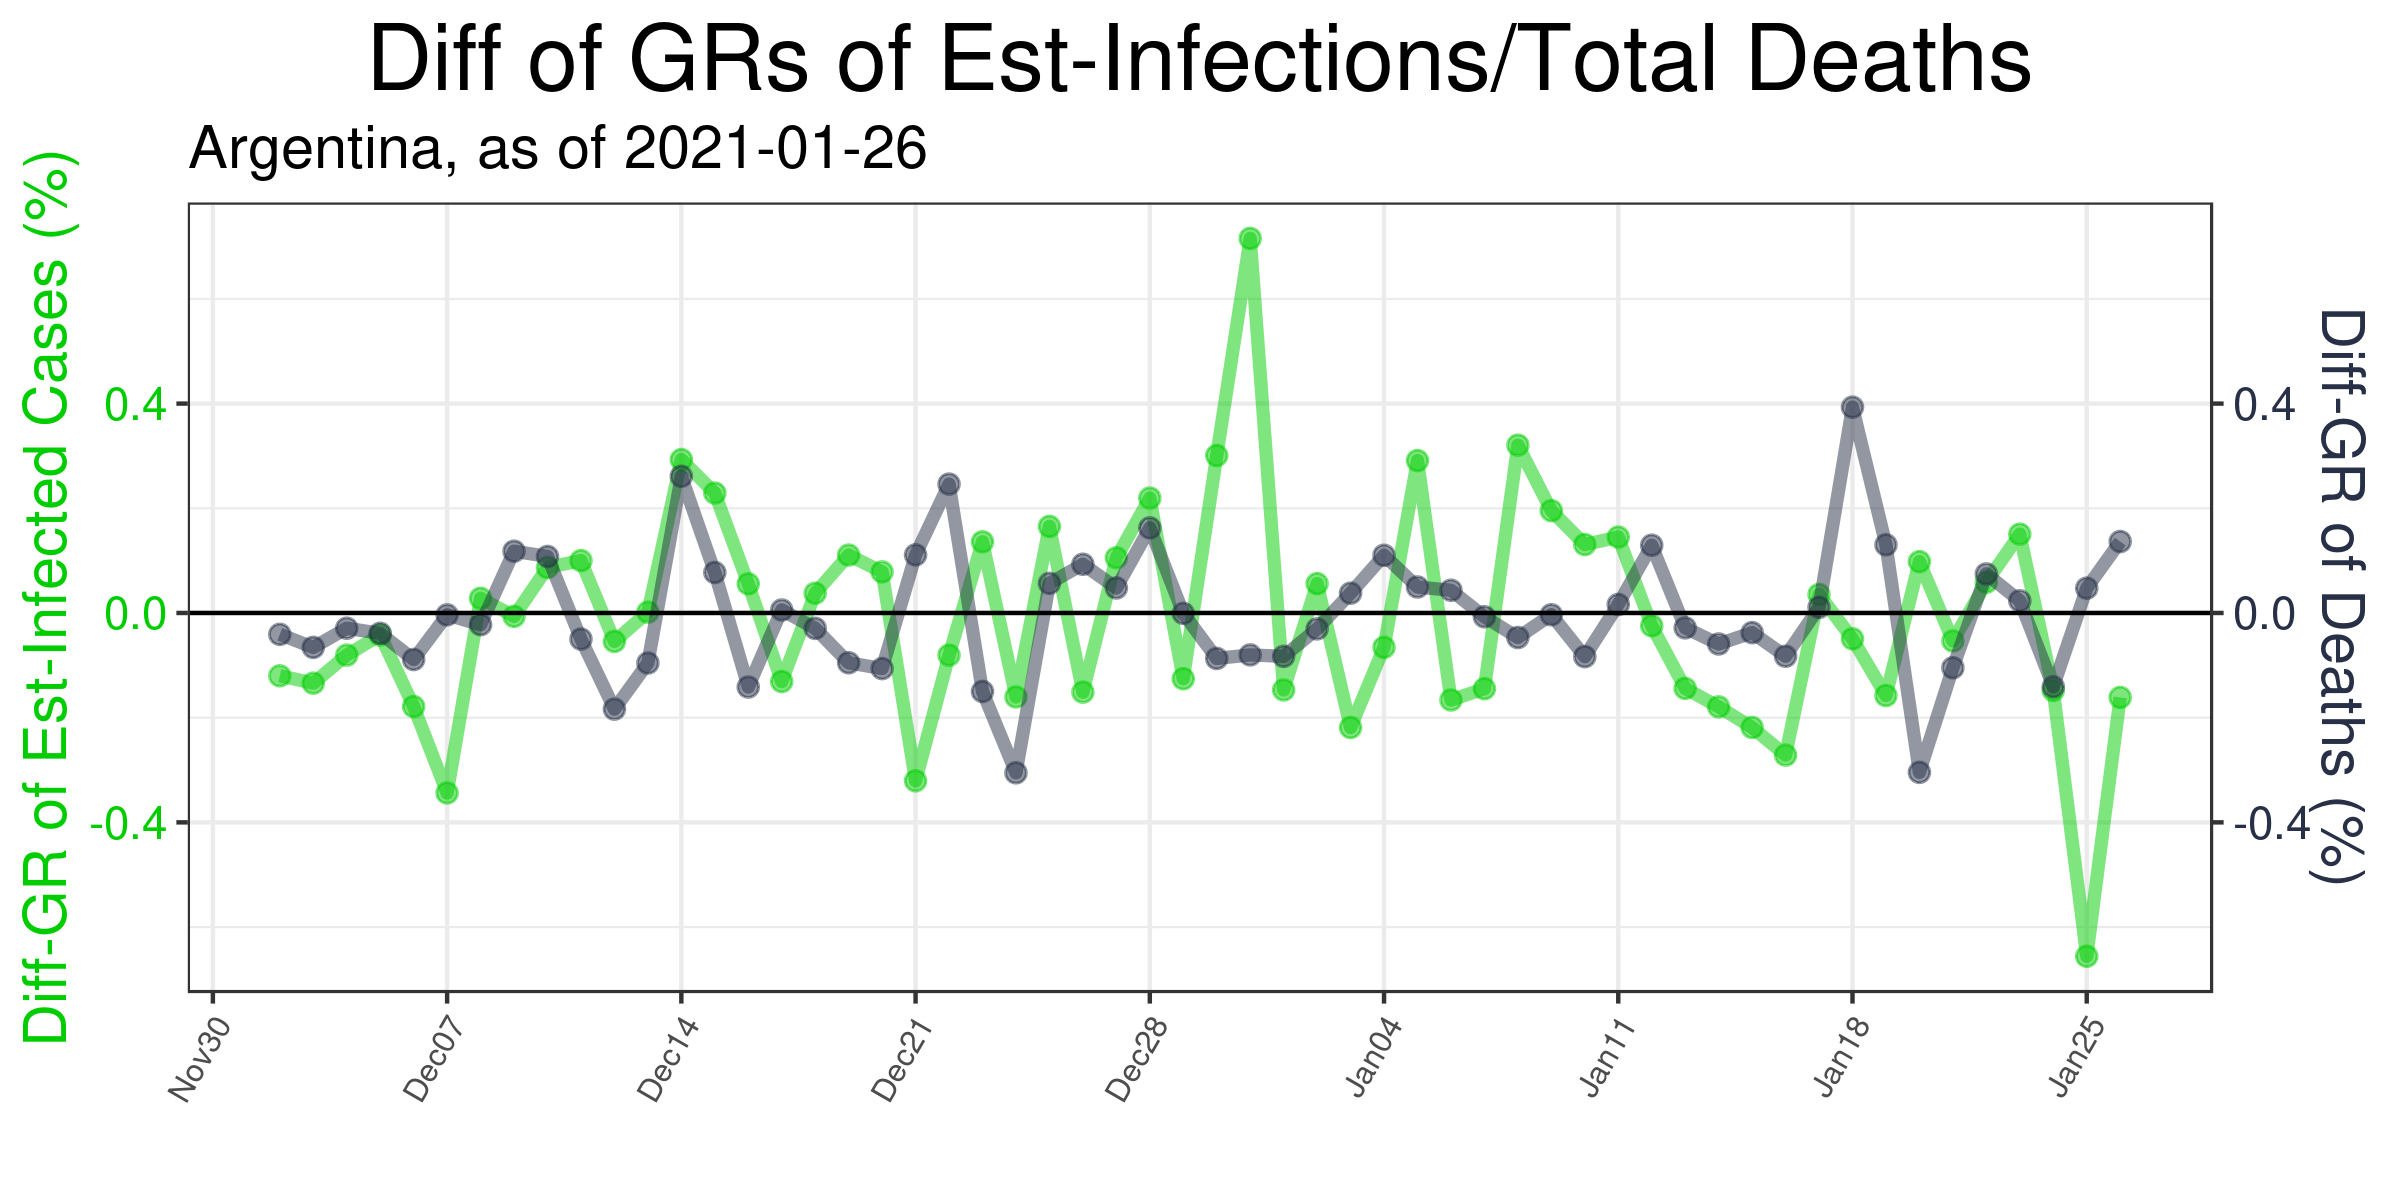 Diff of GRs of Est-Infections/Total Deaths
Argentina, as of 2021-01-26
Diff-GR of Est-Infected Cases (%)
0.4
0.0
-0.4
0.4
0.0
-0.4
Diff-GR of Deaths (%)
Nov30
Dec07
Dec14
Dec21
Dec28
Jan04
Jan11
Jan18
Jan25